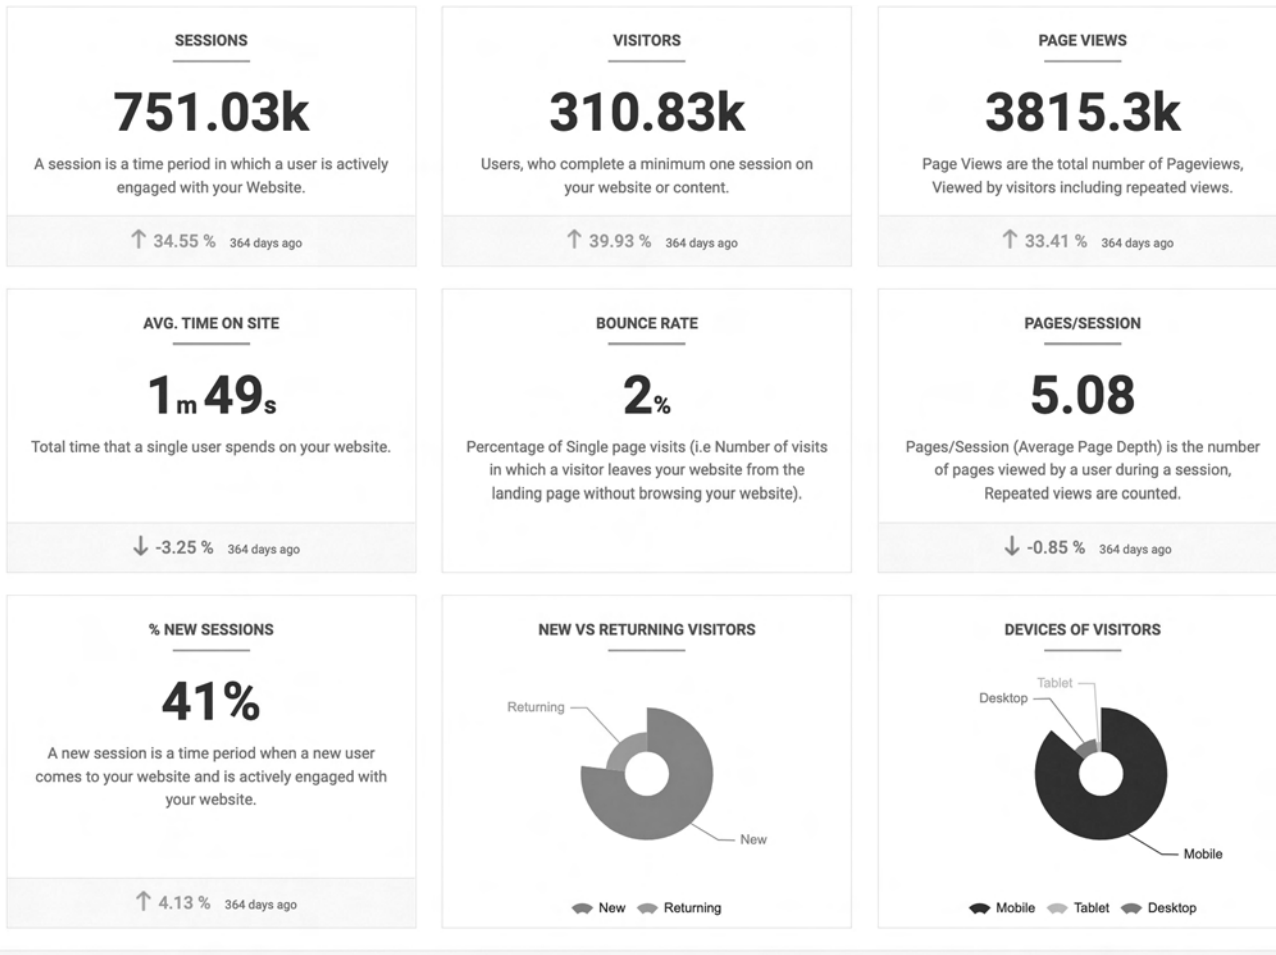 SESSIONS
751.03k
A session is a time period in which a user is actively
engaged with your Website.
↑ 34.55 % 364 days ago
VISITORS
310.83k
Users, who complete a minimum one session on
your website or content.
↑ 39.93 % 364 days ago
PAGE VIEWS
3815.3k
Page Views are the total number of Pageviews,
Viewed by visitors including repeated views.
↑ 33.41 % 364 days ago
AVG. TIME ON SITE
1m 49s
Total time that a single user spends on your website.
↓ -3.25 % 364 days ago
BOUNCE RATE
2%
Percentage of Single page visits (i.e Number of visits
in which a visitor leaves your website from the
landing page without browsing your website).
PAGES/SESSION
5.08
Pages/Session (Average Page Depth) is the number
of pages viewed by a user during a session,
Repeated views are counted.
↓ -0.85 % 364 days ago
% NEW SESSIONS
41%
A new session is a time period when a new user
comes to your website and is actively engaged with
your website.
↑ 4.13 % 364 days ago
NEW VS RETURNING VISITORS
Returning
New
New Returning
DEVICES OF VISITORS
Tablet
Desktop
Mobile
Mobile Tablet Desktop